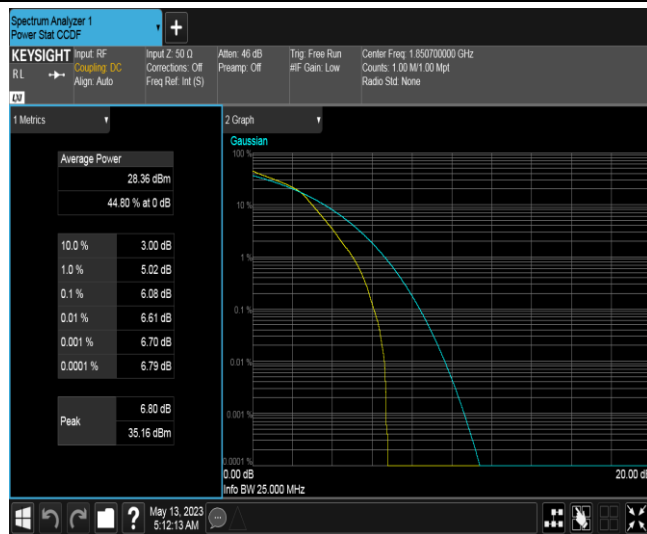 Spectrum Analyzer 1
Power Stat CCDF
+
KEYSIGHT Input: RF Input Z: 50 Ω Atten: 46 dB Trig: Free Run Center Freq: 1.850700000 GHz
RL Coupling: DC Corrections: Off Preamp: Off #IF Gain: Low Counts: 1.00 M/1.00 Mpt
Align: Auto Freq Ref: Int (S) Radio Std: None
LXI
1 Metrics 2 Graph
Gaussian
Average Power
28.36 dBm
44.80 % at 0 dB
10.0 % 3.00 dB
1.0 % 5.02 dB
0.1 % 6.08 dB
0.01 % 6.61 dB
0.001 % 6.70 dB
0.0001 % 6.79 dB
Peak 6.80 dB
35.16 dBm
100 %
10 %
1 %
0.1 %
0.01 %
0.001 %
0.0001 %
0.00 dB 20.00 dB
Info BW 25.000 MHz
? May 13, 2023
5:12:13 AM